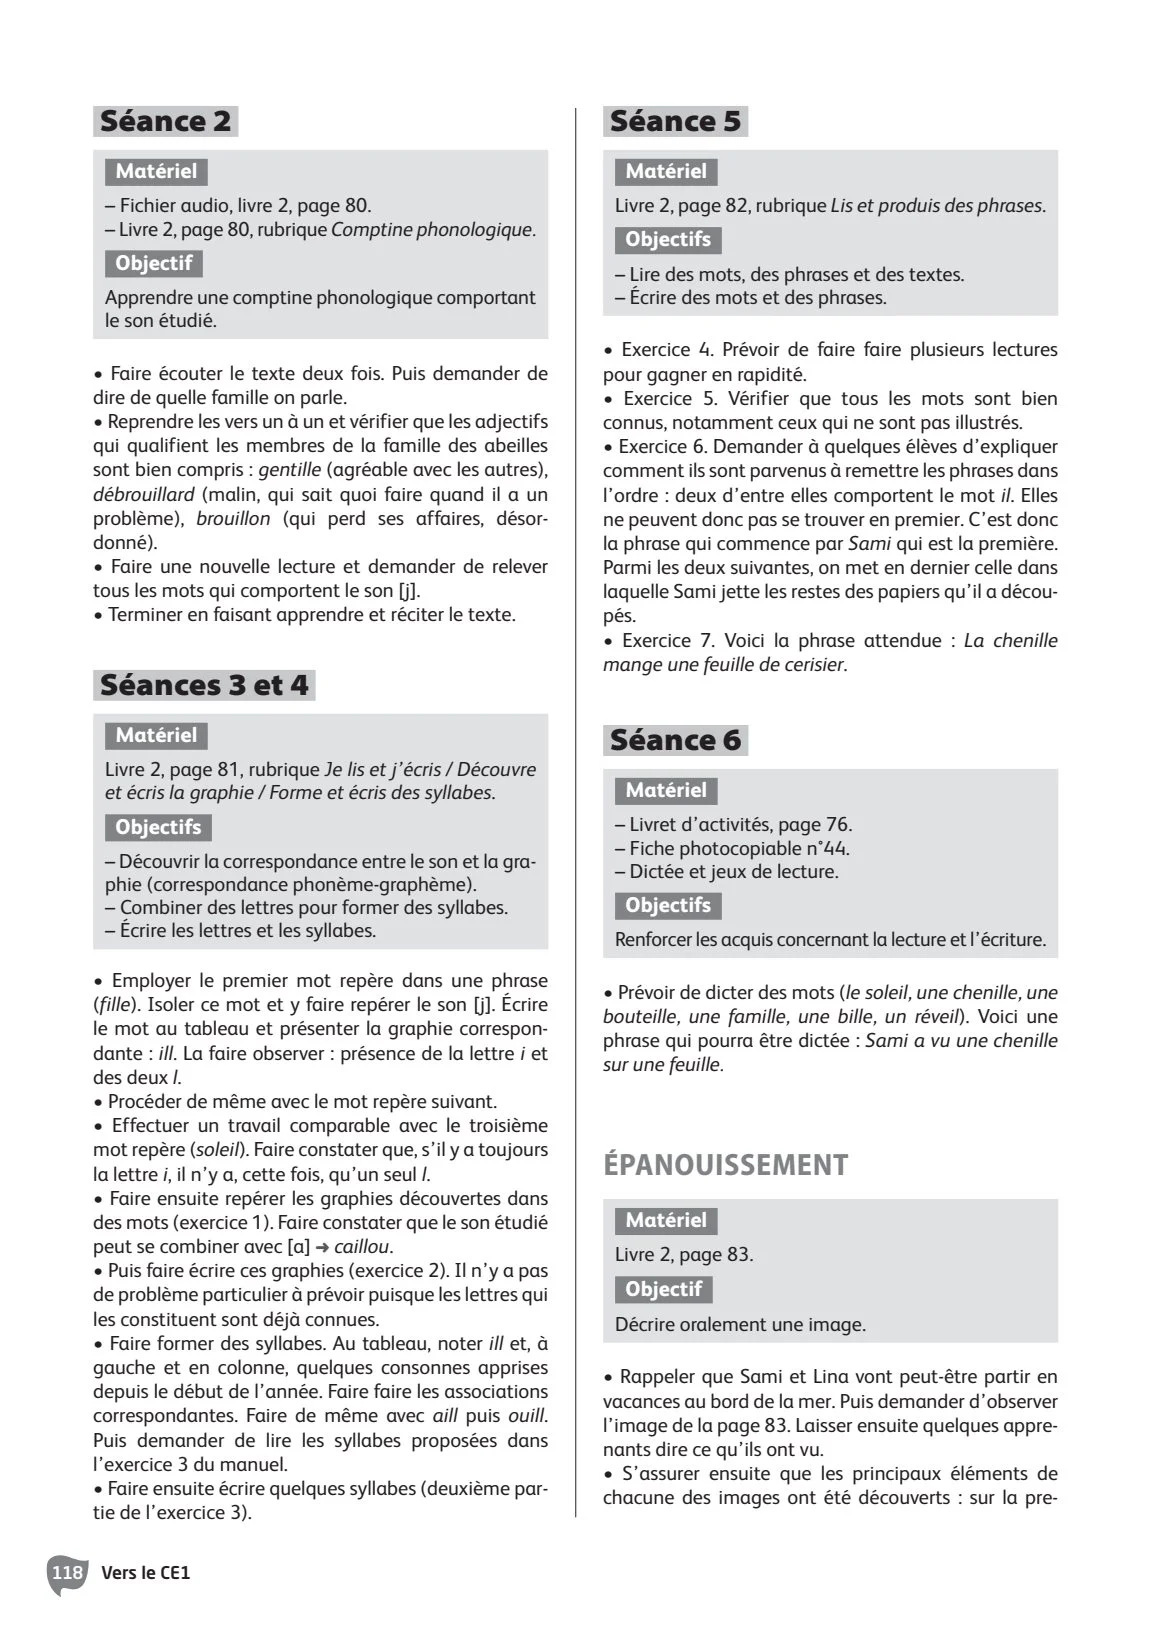 Séance 2
Matériel
– Fichier audio, livre 2, page 80.
– Livre 2, page 80, rubrique Comptine phonologique.
Objectif
Apprendre une comptine phonologique comportant
le son étudié.
• Faire écouter le texte deux fois. Puis demander de
dire de quelle famille on parle.
• Reprendre les vers un à un et vérifier que les adjectifs
qui qualifient les membres de la famille des abeilles
sont bien compris : gentille (agréable avec les autres),
débrouillard (malin, qui sait quoi faire quand il a un
problème), brouillon (qui perd ses affaires, désor-
donné).
• Faire une nouvelle lecture et demander de relever
tous les mots qui comportent le son [j].
• Terminer en faisant apprendre et réciter le texte.
Séances 3 et 4
Matériel
Livre 2, page 81, rubrique Je lis et j’écris / Découvre
et écris la graphie / Forme et écris des syllabes.
Objectifs
– Découvrir la correspondance entre le son et la gra-
phie (correspondance phonème-graphème).
– Combiner des lettres pour former des syllabes.
– Écrire les lettres et les syllabes.
• Employer le premier mot repère dans une phrase
(fille). Isoler ce mot et y faire repérer le son [j]. Écrire
le mot au tableau et présenter la graphie correspon-
dante : ill. La faire observer : présence de la lettre i et
des deux l.
• Procéder de même avec le mot repère suivant.
• Effectuer un travail comparable avec le troisième
mot repère (soleil). Faire constater que, s’il y a toujours
la lettre i, il n’y a, cette fois, qu’un seul l.
• Faire ensuite repérer les graphies découvertes dans
des mots (exercice 1). Faire constater que le son étudié
peut se combiner avec [a] ➜ caillou.
• Puis faire écrire ces graphies (exercice 2). Il n’y a pas
de problème particulier à prévoir puisque les lettres qui
les constituent sont déjà connues.
• Faire former des syllabes. Au tableau, noter ill et, à
gauche et en colonne, quelques consonnes apprises
depuis le début de l’année. Faire faire les associations
correspondantes. Faire de même avec aill puis ouill.
Puis demander de lire les syllabes proposées dans
l’exercice 3 du manuel.
• Faire ensuite écrire quelques syllabes (deuxième par-
tie de l’exercice 3).
Séance 5
Matériel
Livre 2, page 82, rubrique Lis et produis des phrases.
Objectifs
– Lire des mots, des phrases et des textes.
– Écrire des mots et des phrases.
• Exercice 4. Prévoir de faire faire plusieurs lectures
pour gagner en rapidité.
• Exercice 5. Vérifier que tous les mots sont bien
connus, notamment ceux qui ne sont pas illustrés.
• Exercice 6. Demander à quelques élèves d’expliquer
comment ils sont parvenus à remettre les phrases dans
l’ordre : deux d’entre elles comportent le mot il. Elles
ne peuvent donc pas se trouver en premier. C’est donc
la phrase qui commence par Sami qui est la première.
Parmi les deux suivantes, on met en dernier celle dans
laquelle Sami jette les restes des papiers qu’il a décou-
pés.
• Exercice 7. Voici la phrase attendue : La chenille
mange une feuille de cerisier.
Séance 6
Matériel
– Livret d’activités, page 76.
– Fiche photocopiable n°44.
– Dictée et jeux de lecture.
Objectifs
Renforcer les acquis concernant la lecture et l’écriture.
• Prévoir de dicter des mots (le soleil, une chenille, une
bouteille, une famille, une bille, un réveil). Voici une
phrase qui pourra être dictée : Sami a vu une chenille
sur une feuille.
ÉPANOUISSEMENT
Matériel
Livre 2, page 83.
Objectif
Décrire oralement une image.
• Rappeler que Sami et Lina vont peut-être partir en
vacances au bord de la mer. Puis demander d’observer
l’image de la page 83. Laisser ensuite quelques appre-
nants dire ce qu’ils ont vu.
• S’assurer ensuite que les principaux éléments de
chacune des images ont été découverts : sur la pre-
118 Vers le CE1